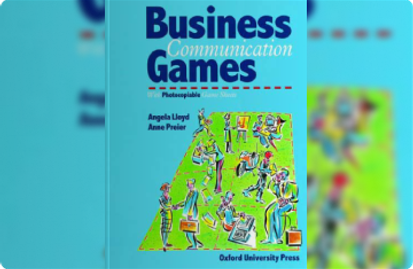 Business
Communication
Games
Photocopiable
Angela Lloyd
Anne Preier
Oxford University Press